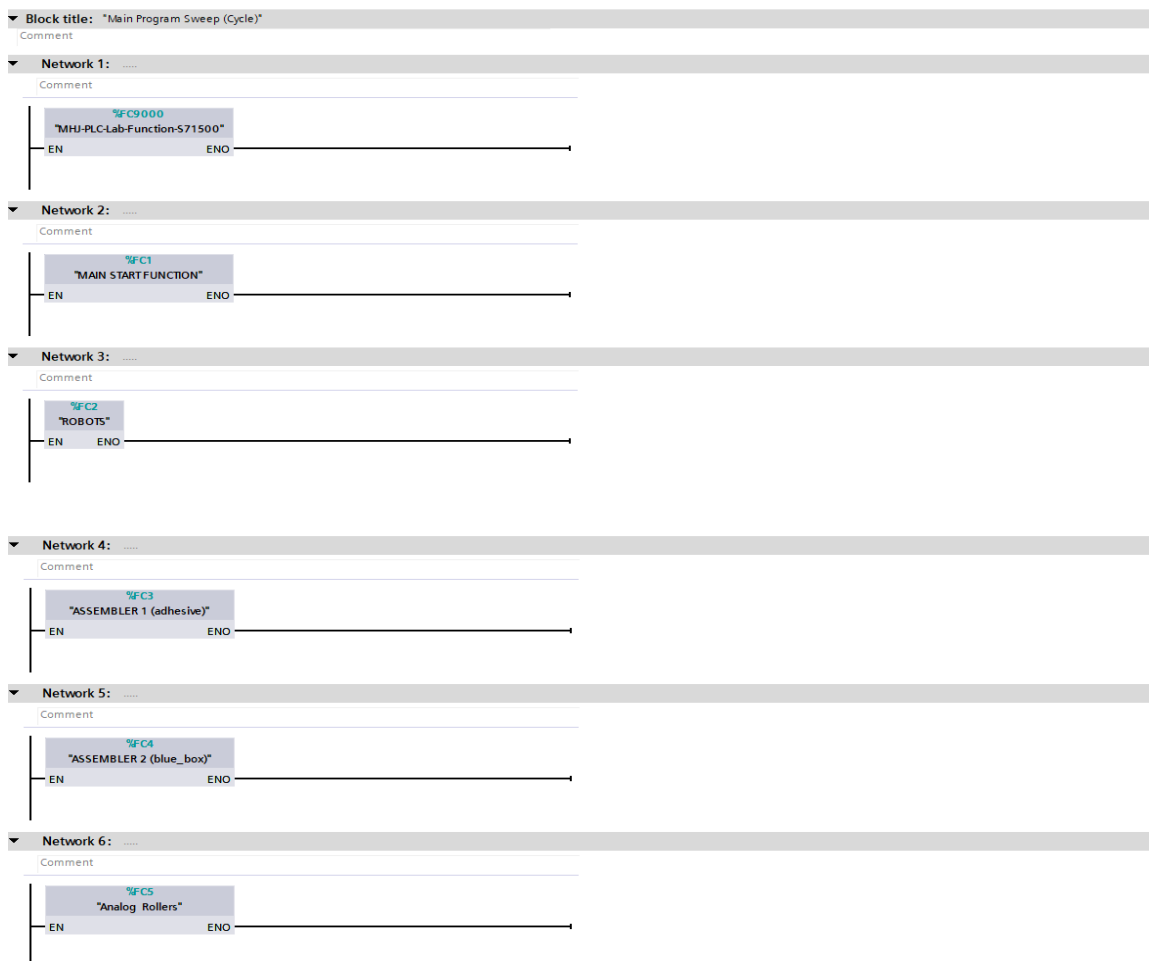 Block title: "Main Program Sweep (Cycle)"
Comment
Network 1: .....
Comment
%FC9000
"MHJ-PLC-Lab-Function-S71500"
EN ENO
Network 2: .....
Comment
%FC1
"MAIN START FUNCTION"
EN ENO
Network 3: .....
Comment
%FC2
"ROBOTS"
EN ENO
Network 4: .....
Comment
%FC3
"ASSEMBLER 1 (adhesive)"
EN ENO
Network 5: .....
Comment
%FC4
"ASSEMBLER 2 (blue_box)"
EN ENO
Network 6: .....
Comment
%FC5
"Analog Rollers"
EN ENO